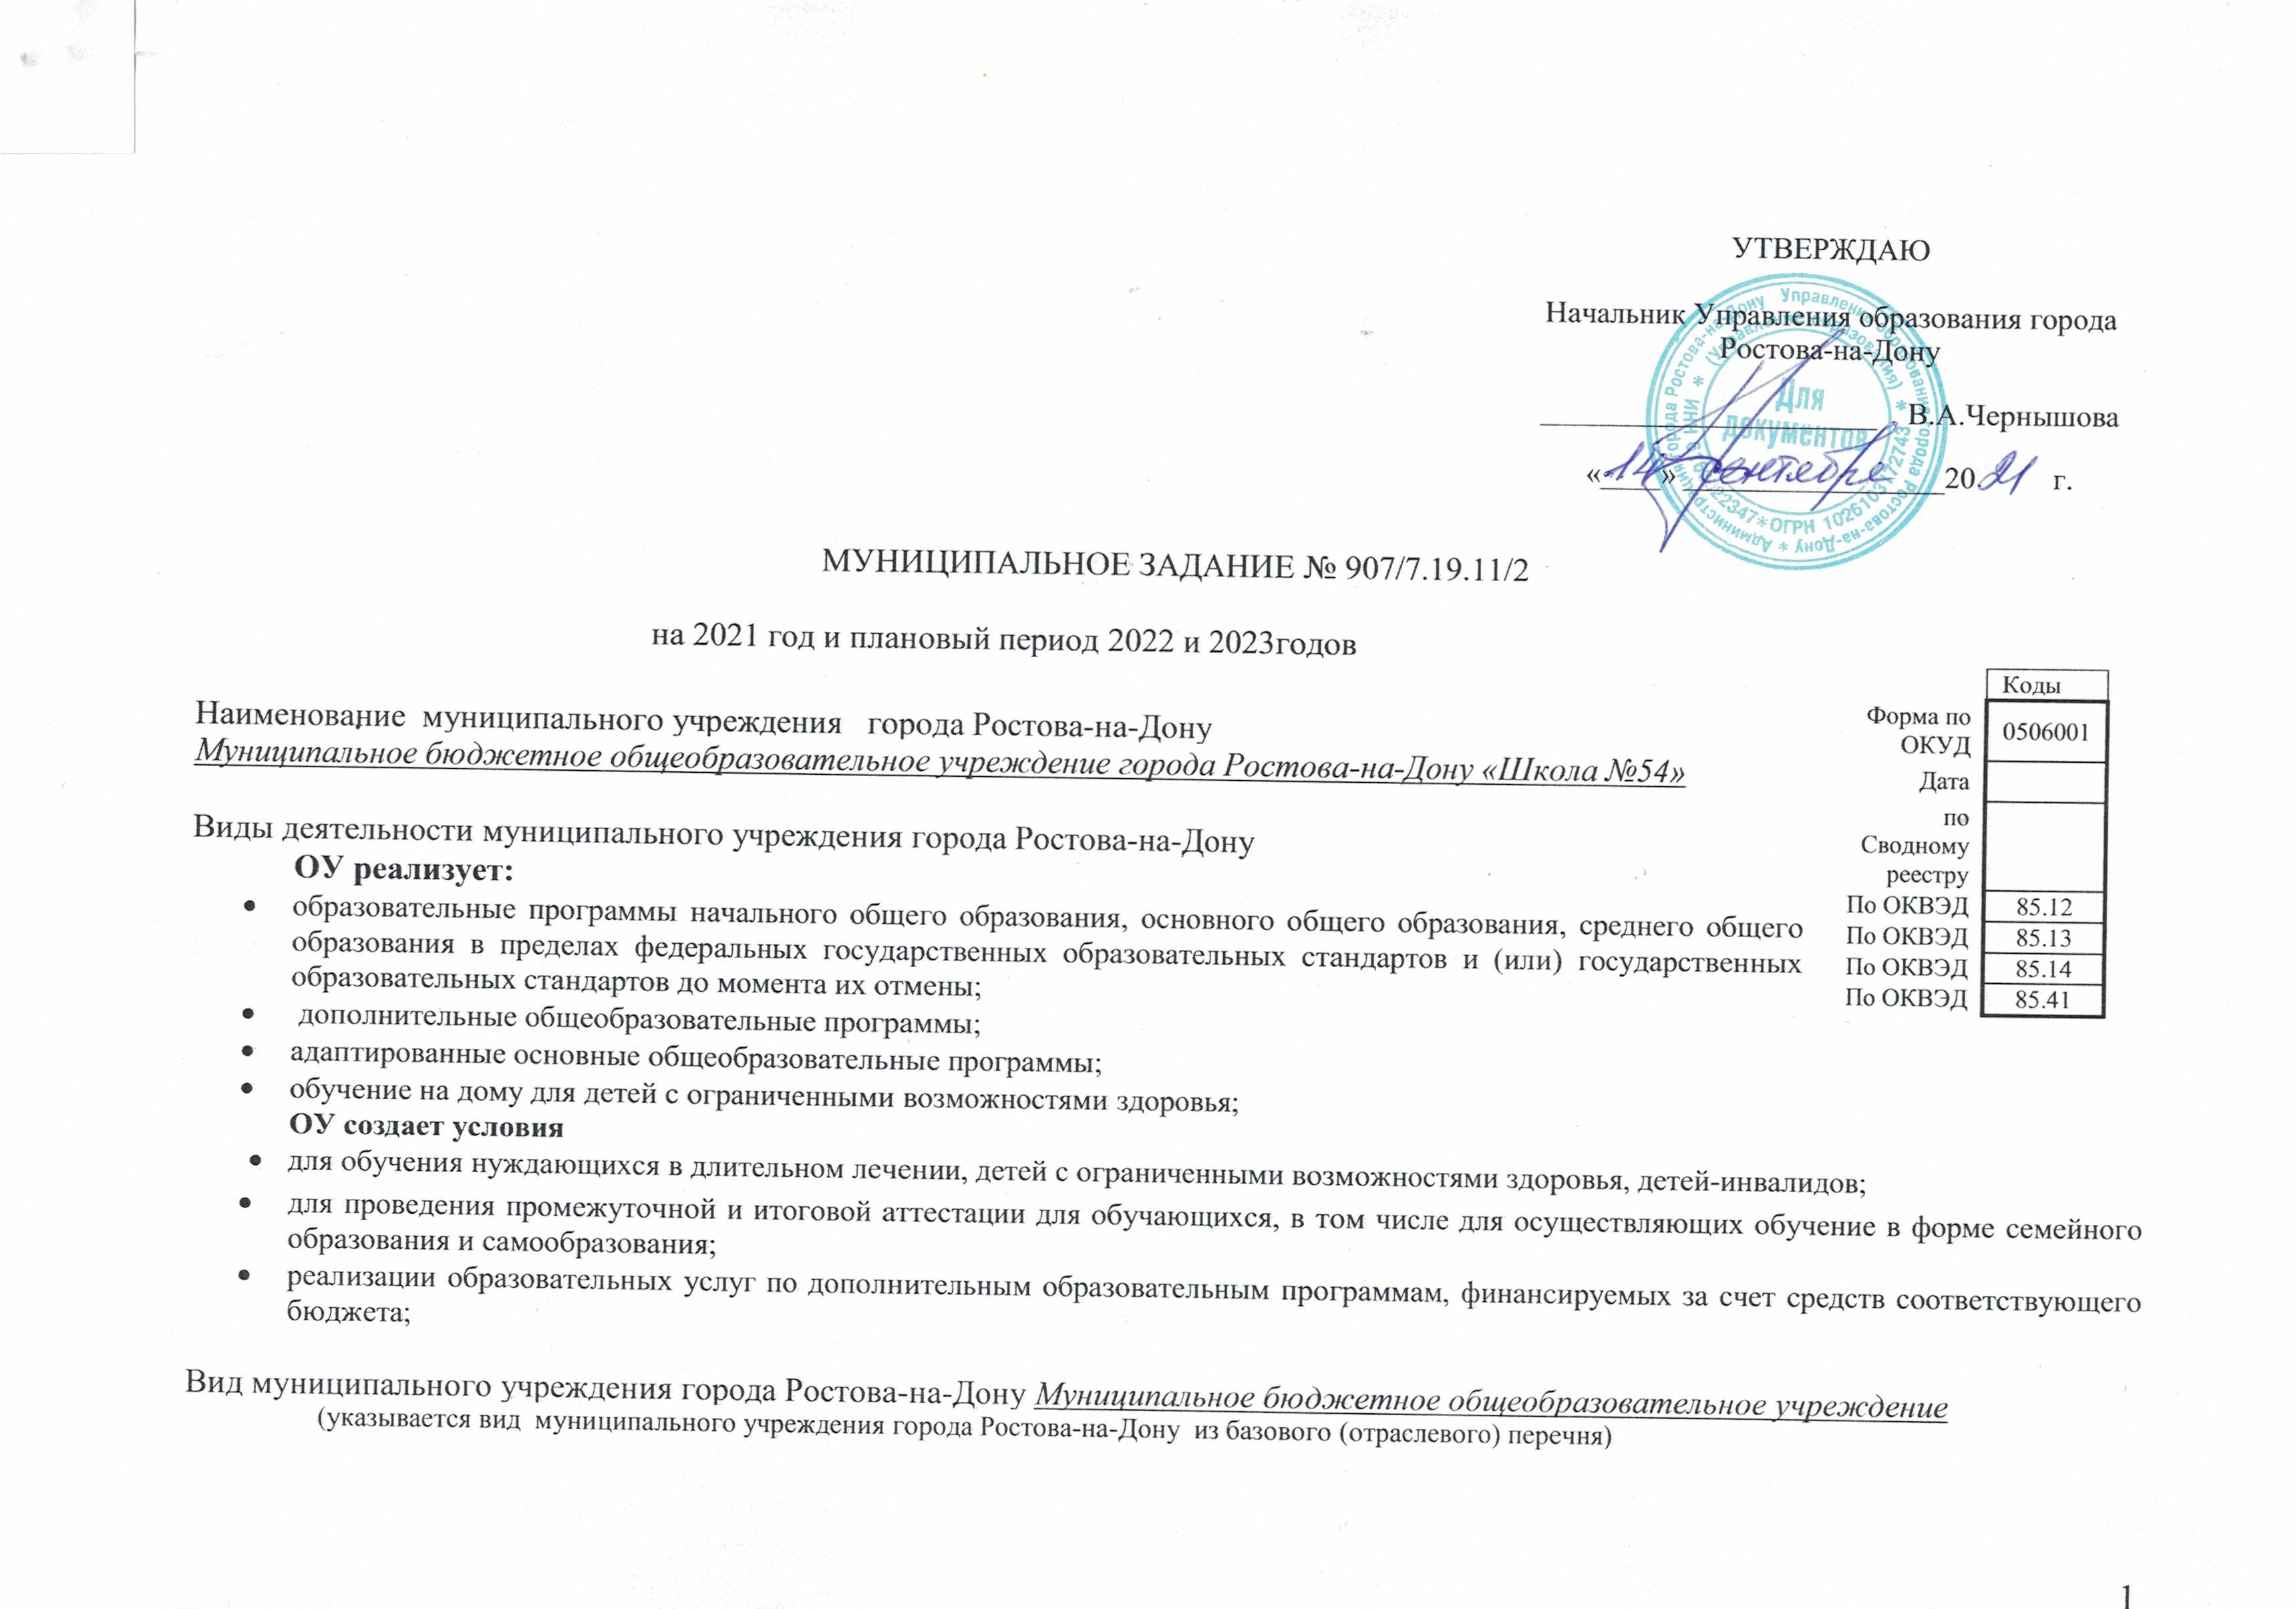 УТВЕРЖДАЮ
Начальник Управления образования города
Ростова-на-Дону
В.А.Чернышова
«14» сентября 2021 г.
Для
документов
МУНИЦИПАЛЬНОЕ ЗАДАНИЕ № 907/7.19.11/2
на 2021 год и плановый период 2022 и 2023годов
Коды
Форма по
ОКУД
0506001
Дата
по
Сводному
реестру
По ОКВЭД 85.12
По ОКВЭД 85.13
По ОКВЭД 85.14
По ОКВЭД 85.41
Наименование муниципального учреждения города Ростова-на-Дону
Муниципальное бюджетное общеобразовательное учреждение города Ростова-на-Дону «Школа №54»
Виды деятельности муниципального учреждения города Ростова-на-Дону
ОУ реализует:
• образовательные программы начального общего образования, основного общего образования, среднего общего
образования в пределах федеральных государственных образовательных стандартов и (или) государственных
образовательных стандартов до момента их отмены;
• дополнительные общеобразовательные программы;
• адаптированные основные общеобразовательные программы;
• обучение на дому для детей с ограниченными возможностями здоровья;
ОУ создает условия
• для обучения нуждающихся в длительном лечении, детей с ограниченными возможностями здоровья, детей-инвалидов;
• для проведения промежуточной и итоговой аттестации для обучающихся, в том числе для осуществляющих обучение в форме семейного
образования и самообразования;
• реализации образовательных услуг по дополнительным образовательным программам, финансируемых за счет средств соответствующего
бюджета;
Вид муниципального учреждения города Ростова-на-Дону Муниципальное бюджетное общеобразовательное учреждение
(указывается вид муниципального учреждения города Ростова-на-Дону из базового (отраслевого) перечня)
1